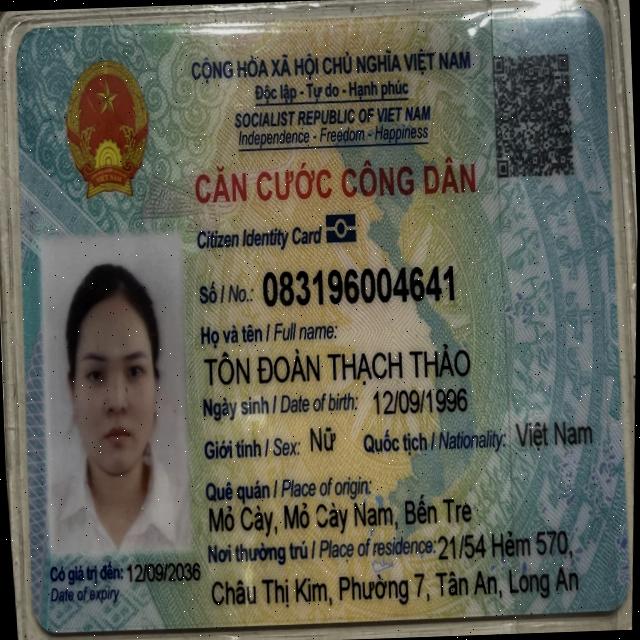 CỘNG HÒA XÃ HỘI CHỦ NGHĨA VIỆT NAM
Độc lập - Tự do - Hạnh phúc
SOCIALIST REPUBLIC OF VIET NAM
Independence - Freedom - Happiness
CĂN CƯỚC CÔNG DÂN
Citizen Identity Card
Số / No.: 083196004641
Họ và tên / Full name:
TÔN ĐOÀN THẠCH THẢO
Ngày sinh / Date of birth: 12/09/1996
Giới tính / Sex: Nữ Quốc tịch / Nationality: Việt Nam
Quê quán / Place of origin:
Mỏ Cày, Mỏ Cày Nam, Bến Tre
Nơi thường trú / Place of residence: 21/54 Hẻm 570,
Châu Thị Kim, Phường 7, Tân An, Long An
Có giá trị đến: 12/09/2036
Date of expiry